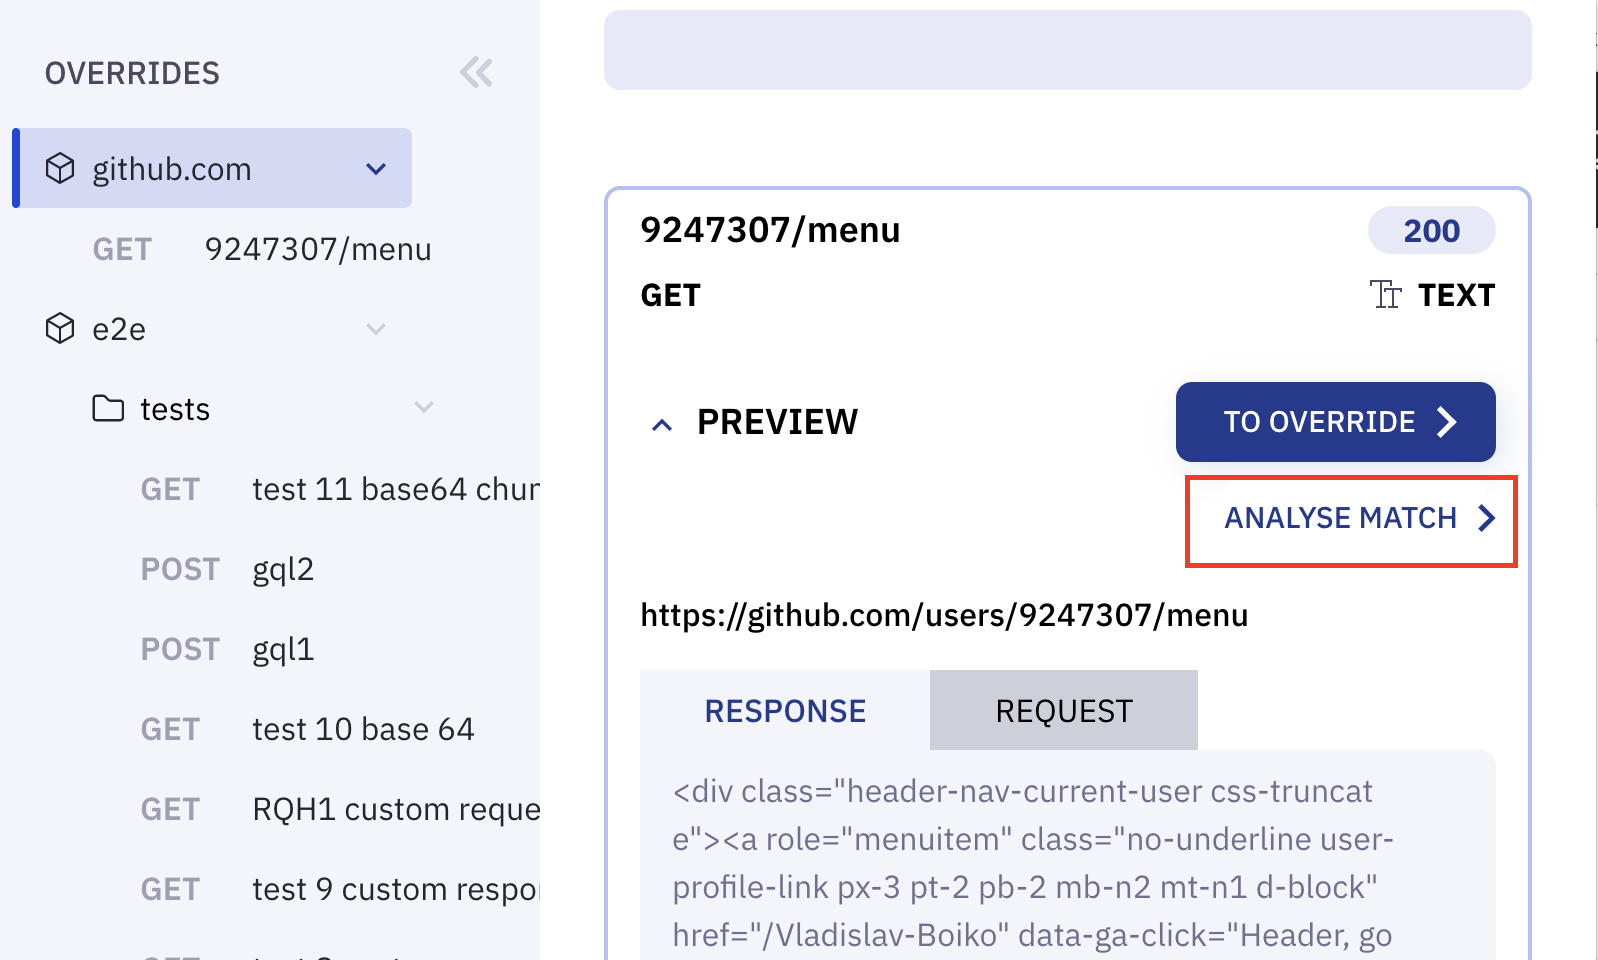 OVERRIDES
github.com
GET 9247307/menu
e2e
tests
GET test 11 base64
POST gql2
POST gql1
GET test 10 base 64
GET RQH1 custom
GET test 9 custom
9247307/menu 200
GET TEXT
PREVIEW TO OVERRIDE
ANALYSE MATCH
https://github.com/users/9247307/menu
RESPONSE REQUEST
<div class="header-nav-current-user css-truncat
e"><a role="menuitem" class="no-underline user-
profile-link px-3 pt-2 pb-2 mb-n2 mt-n1 d-block"
href="/Vladislav-Boiko" data-ga-click="Header, go